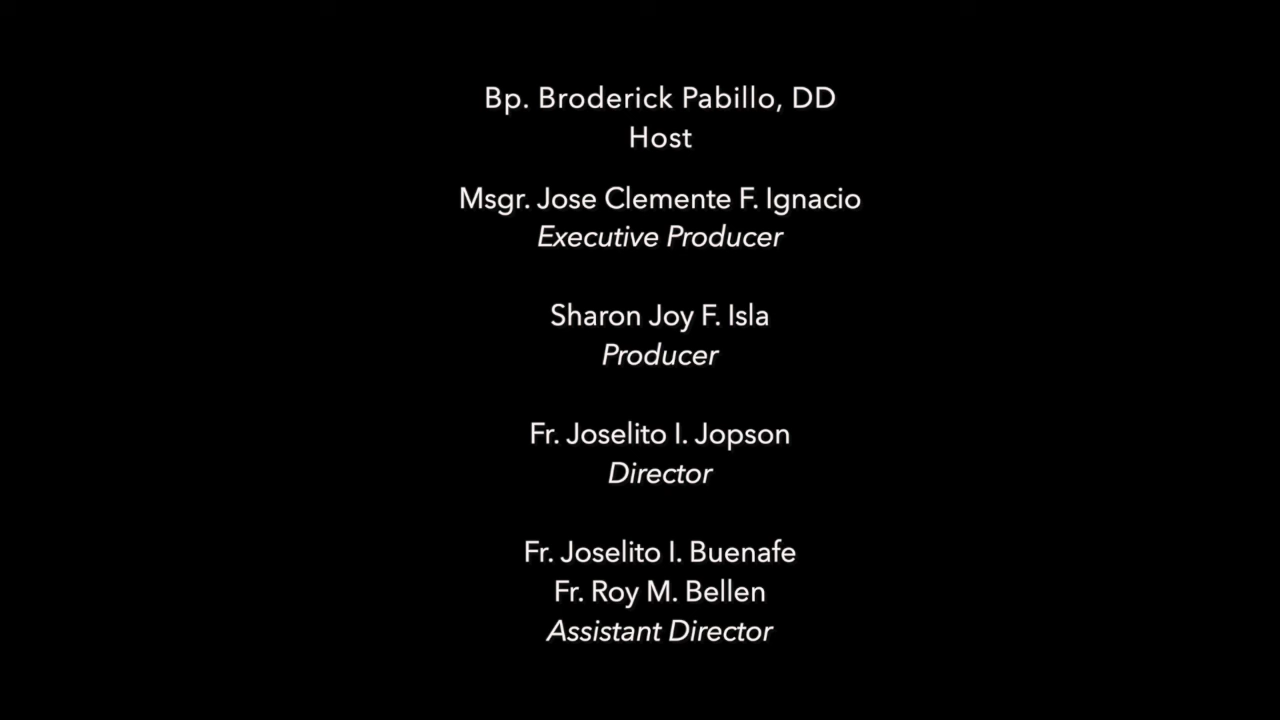 Bp. Broderick Pabillo, DD
Host
Msgr. Jose Clemente F. Ignacio
Executive Producer
Sharon Joy F. Isla
Producer
Fr. Joselito I. Jopson
Director
Fr. Joselito I. Buenafe
Fr. Roy M. Bellen
Assistant Director